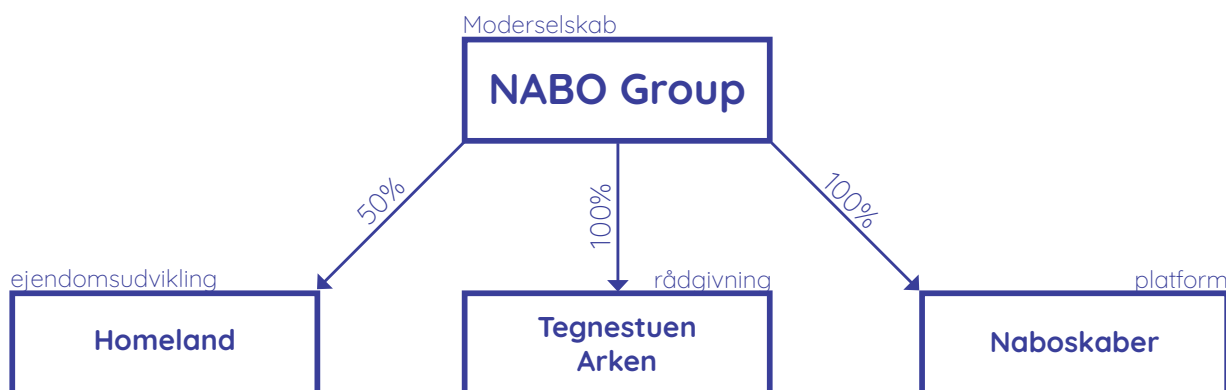 Moderselskab
NABO Group
50%
100%
100%
ejendomsudvikling
rådgivning
platform
Homeland
Tegnestuen
Arken
Naboskaber